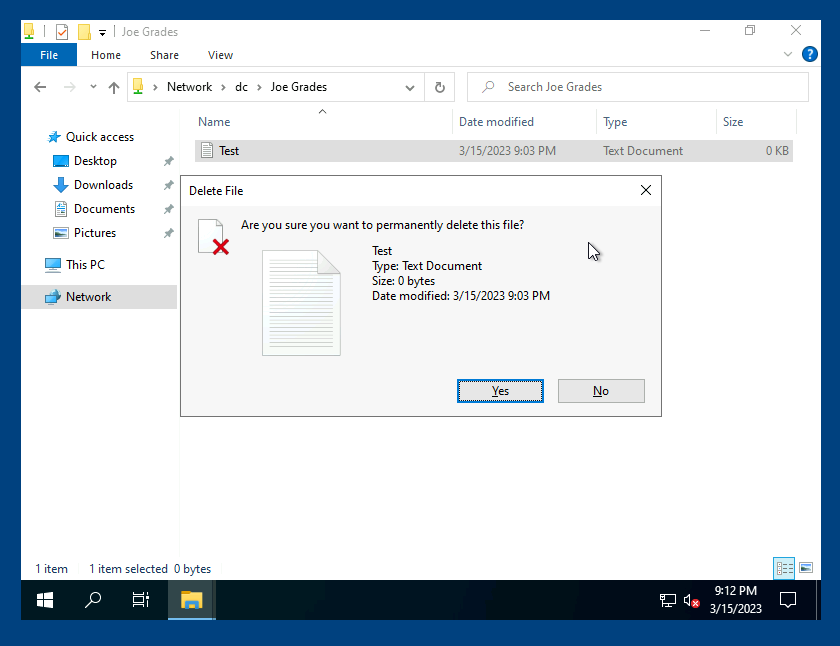 Joe Grades
File Home Share View
Network dc Joe Grades Search Joe Grades
Name Date modified Type Size
Quick access
Test 3/15/2023 9:03 PM Text Document 0 KB
Desktop
Downloads
Documents
Pictures
This PC
Network
Delete File
Are you sure you want to permanently delete this file?
Test
Type: Text Document
Size: 0 bytes
Date modified: 3/15/2023 9:03 PM
Yes No
1 item 1 item selected 0 bytes
9:12 PM
3/15/2023